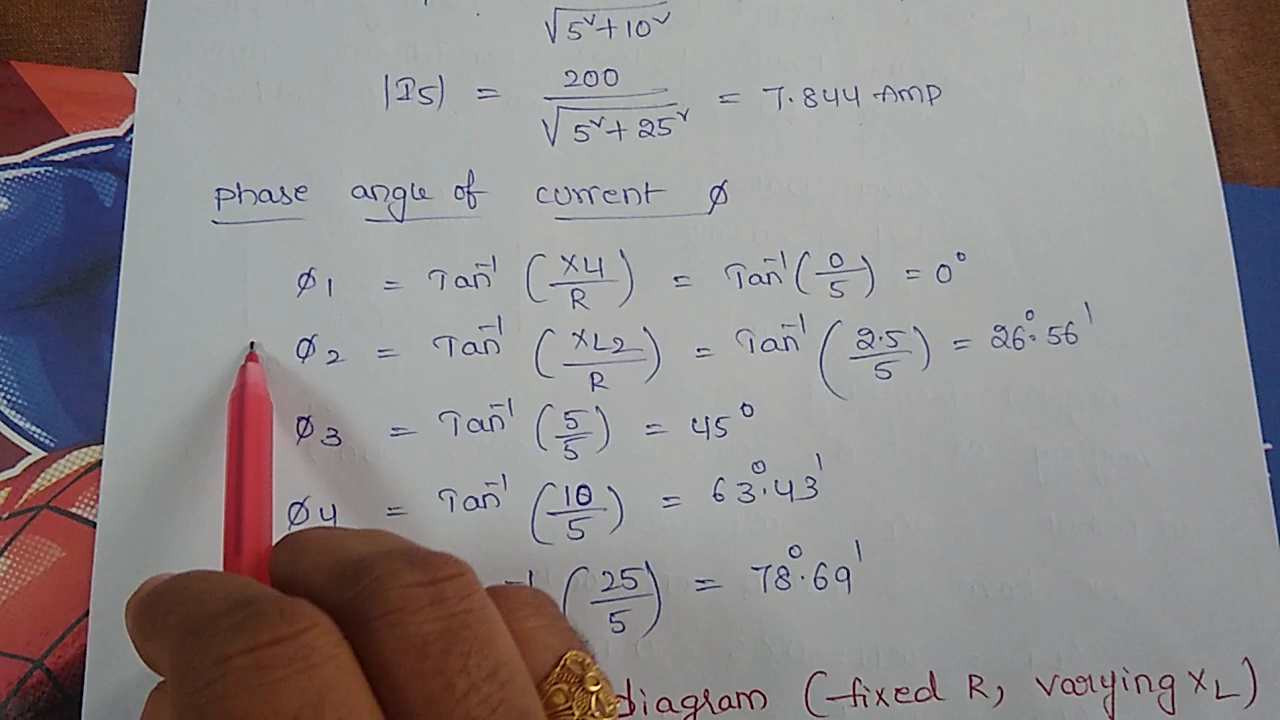 √5²+10²
|I5| = 200/√5²+25² = 7.844 AMP
phase angle of current ø
ø1 = Tan⁻¹ (XL1/R) = Tan⁻¹ (0/5) = 0°
ø2 = Tan⁻¹ (XL2/R) = Tan⁻¹ (2.5/5) = 26°.56'
ø3 = Tan⁻¹ (5/5) = 45°
ø4 = Tan⁻¹ (10/5) = 63°.43'
(25/5) = 78°.69'
diagram (fixed R, varying XL)